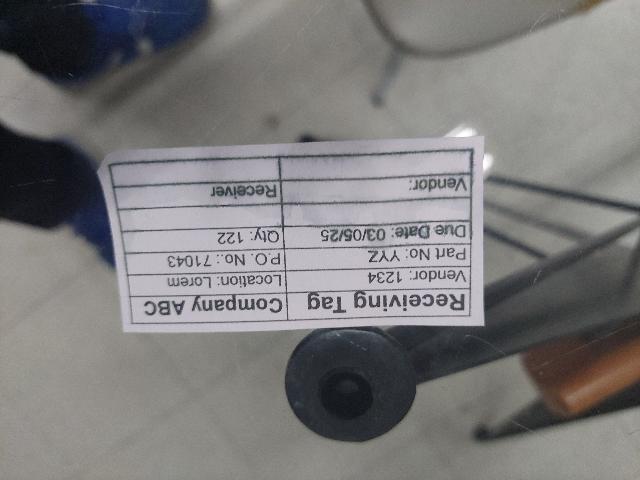 Receiving Tag Company ABC
Vendor: 1234 Location: Lorem
Part No: YYZ P.O. No.: 71043
Due Date: 03/05/25 Qty: 122
Vendor: Receiver